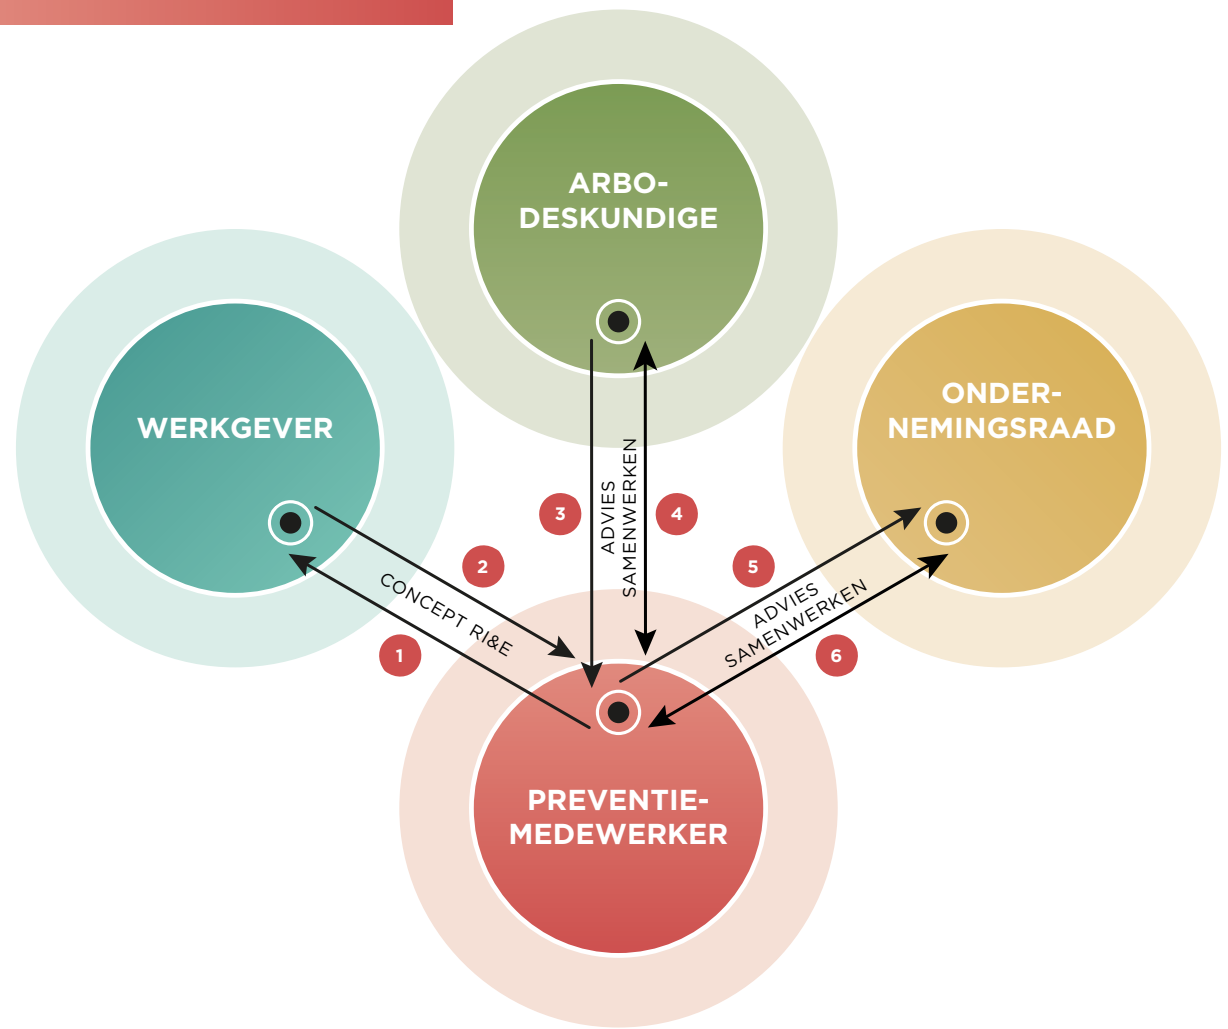 ARBO-
DESKUNDIGE
WERKGEVER
ONDER-
NEMINGSRAAD
3
ADVIES
SAMENWERKEN
4
2
CONCEPT RI&E
1
5
ADVIES
SAMENWERKEN
6
PREVENTIE-
MEDEWERKER